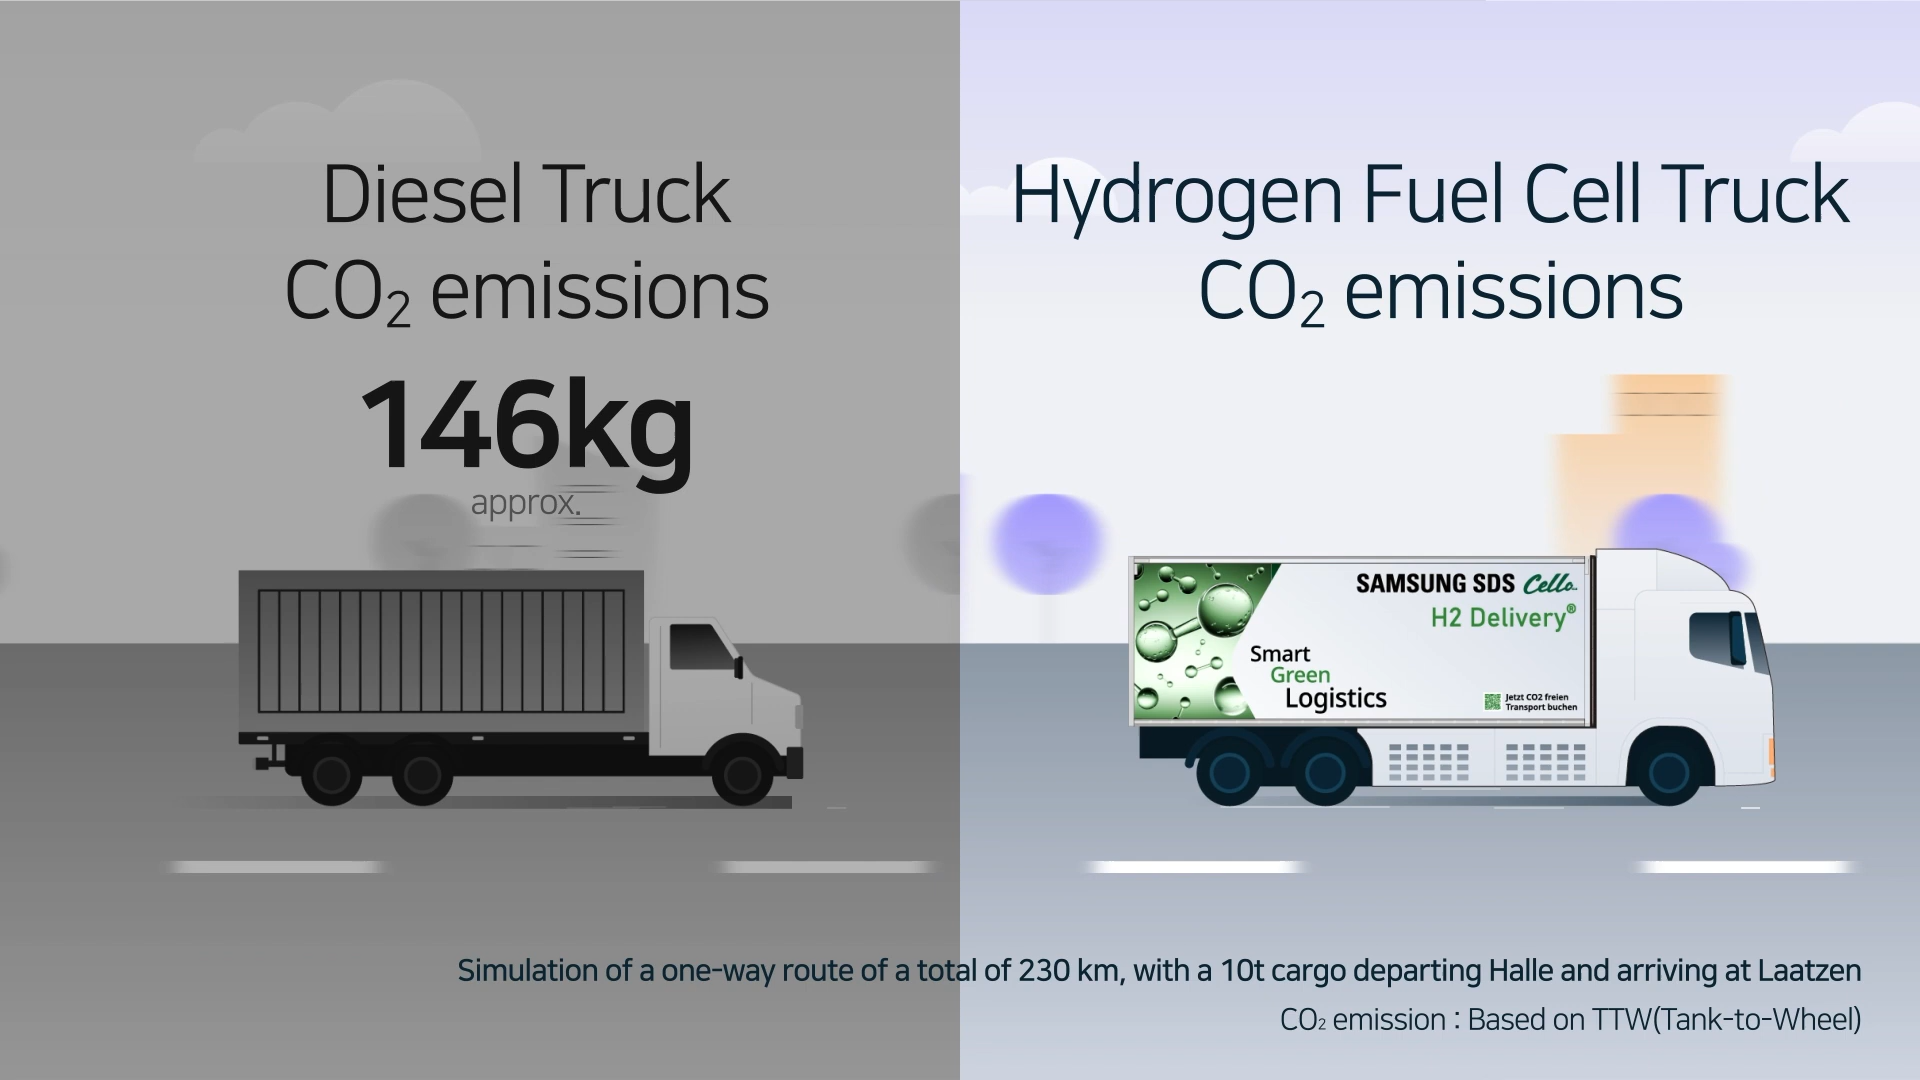 Diesel Truck
CO₂ emissions
146kg
approx.
Hydrogen Fuel Cell Truck
CO₂ emissions
SAMSUNG SDS Cello
H2 Delivery®
Smart
Green
Logistics
Jetzt CO2 freien
Transport buchen
Simulation of a one-way route of a total of 230 km, with a 10t cargo departing Halle and arriving at Laatzen
CO₂ emission : Based on TTW(Tank-to-Wheel)